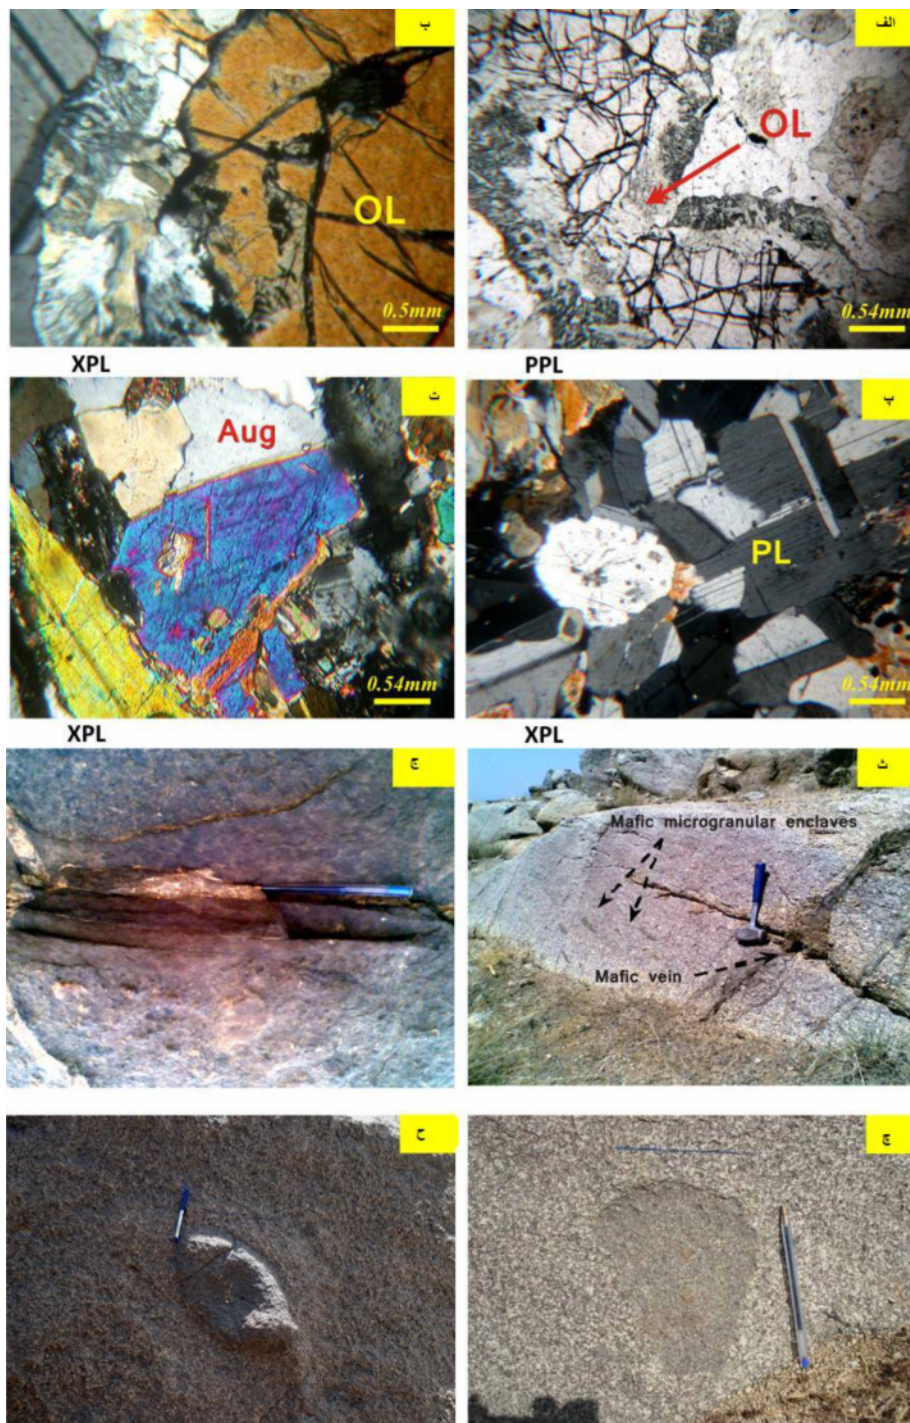 الف
OL
0.54mm
PPL
ب
OL
0.5mm
XPL
پ
PL
0.54mm
XPL
ت
Aug
0.54mm
XPL
ث
Mafic microgranular enclaves
Mafic vein
ج
چ
ح